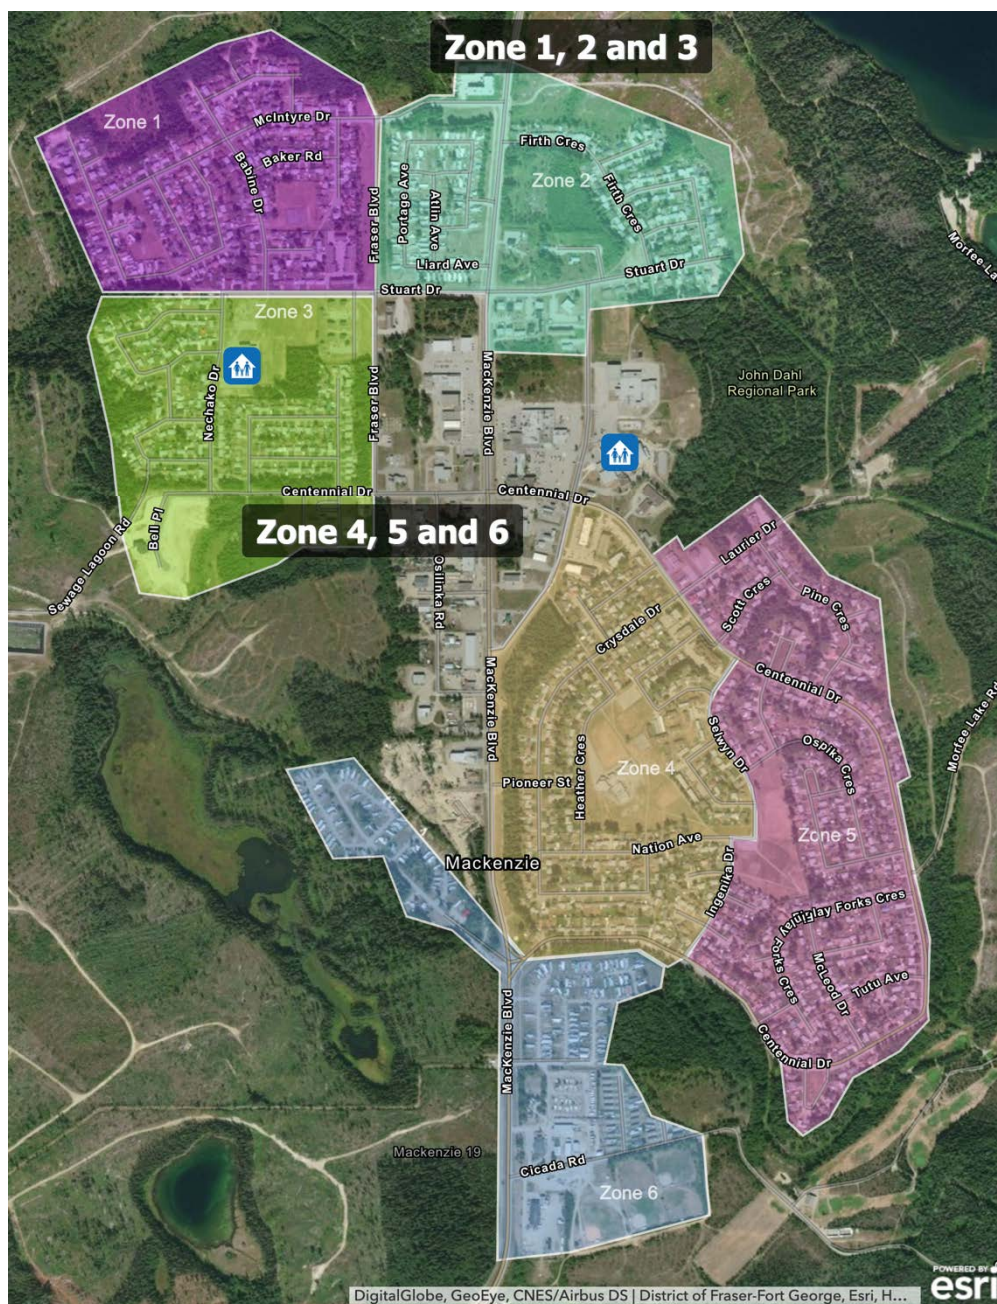 Zone 1, 2 and 3
Zone 1
McIntyre Dr
Baker Rd
Babine Dr
Fraser Blvd
Portage Ave
Atlin Ave
Liard Ave
Firth Cres
Zone 2
Firth Cres
Stuart Dr
Stuart Dr
Morfee-La
Zone 3
Nechako Dr
Fraser Blvd
MacKenzie Blvd
John Dahl
Regional Park
Centennial Dr
Centennial Dr
Bell Pl
Zone 4, 5 and 6
Sewage Lagoon Rd
Osilinka Rd
Laurier Dr
Scott Cres
Pine Cres
Crysdale Dr
MacKenzie Blvd
Centennial Dr
Morfee Lake Rd
Selwyn Dr
Ospika Cres
Heather Cres
Pioneer St
Zone 4
Nation Ave
Zone 5
Mackenzie
Ingenika Dr
Finlay Forks Cres
Finlay Forks Cres
McLeod Dr
Tutu Ave
MacKenzie Blvd
Centennial Dr
Mackenzie 19
Cicada Rd
Zone 6
POWERED BY
esri
DigitalGlobe, GeoEye, CNES/Airbus DS | District of Fraser-Fort George, Esri, H...